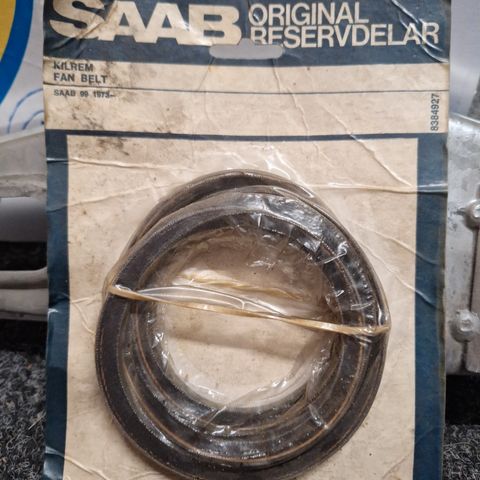 SAAB
ORIGINAL
RESERVDELAR
KILREM
FAN BELT
SAAB 99 1973-
8384927